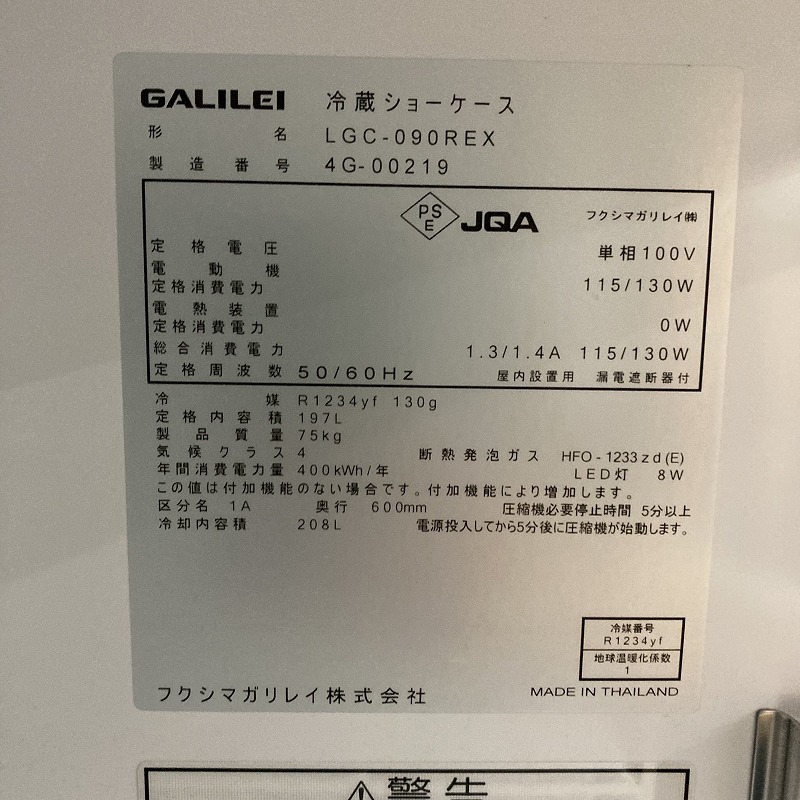 GALILEI 冷蔵ショーケース
形名 LGC-090REX
製造番号 4G-00219
PS E JQA フクシマガリレイ㈱
定格電圧 単相100V
電動機
定格消費電力 115/130W
電熱装置
定格消費電力 0W
総合消費電力 1.3/1.4A 115/130W
定格周波数 50/60Hz 屋内設置用 漏電遮断器付
冷媒 R1234yf 130g
定格内容積 197L
製品質量 75kg
気候クラス 4 断熱発泡ガス HFO-1233zd(E)
年間消費電力量 400kWh/年 LED灯 8W
この値は付加機能のない場合です。付加機能により増加します。
区分名 1A 奥行 600mm 圧縮機必要停止時間 5分以上
冷却内容積 208L 電源投入してから5分後に圧縮機が始動します。
冷媒番号
R1234yf
地球温暖化係数
1
フクシマガリレイ株式会社 MADE IN THAILAND
警告